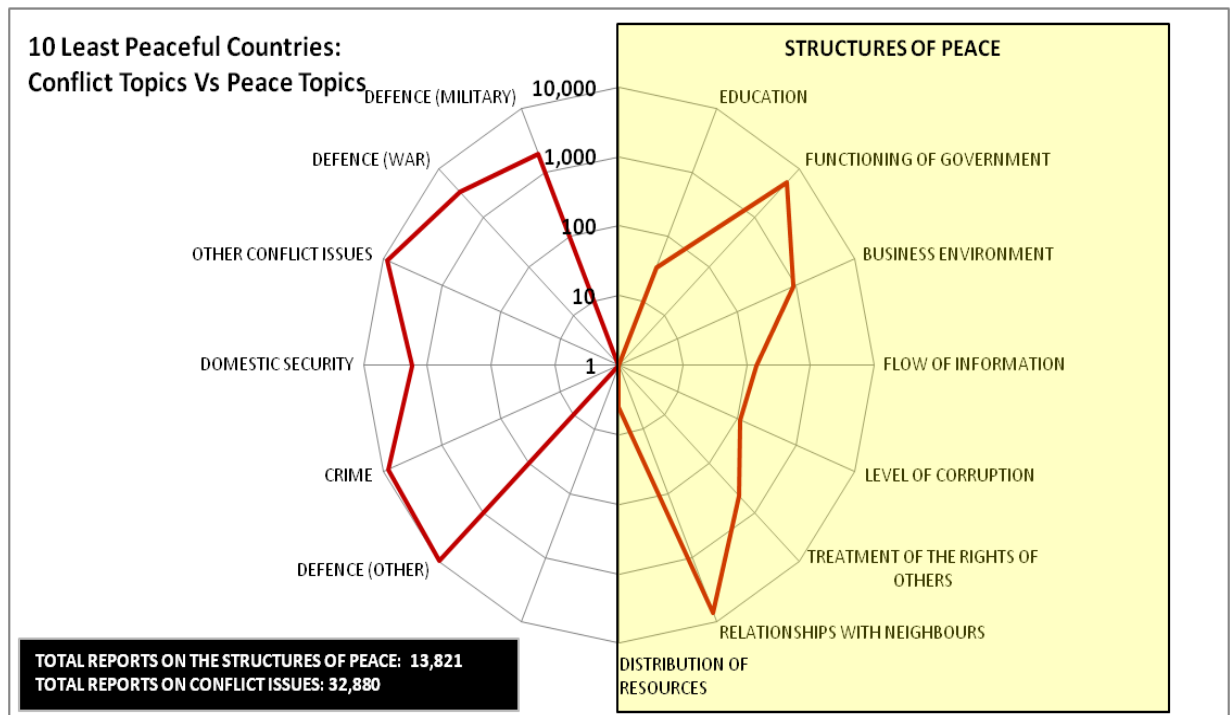 10 Least Peaceful Countries:
Conflict Topics Vs Peace Topics
STRUCTURES OF PEACE
DEFENCE (MILITARY)
10,000
EDUCATION
DEFENCE (WAR)
1,000
FUNCTIONING OF GOVERNMENT
OTHER CONFLICT ISSUES
100
BUSINESS ENVIRONMENT
10
DOMESTIC SECURITY
1
FLOW OF INFORMATION
CRIME
LEVEL OF CORRUPTION
DEFENCE (OTHER)
TREATMENT OF THE RIGHTS OF
OTHERS
RELATIONSHIPS WITH NEIGHBOURS
DISTRIBUTION OF
RESOURCES
TOTAL REPORTS ON THE STRUCTURES OF PEACE: 13,821
TOTAL REPORTS ON CONFLICT ISSUES: 32,880